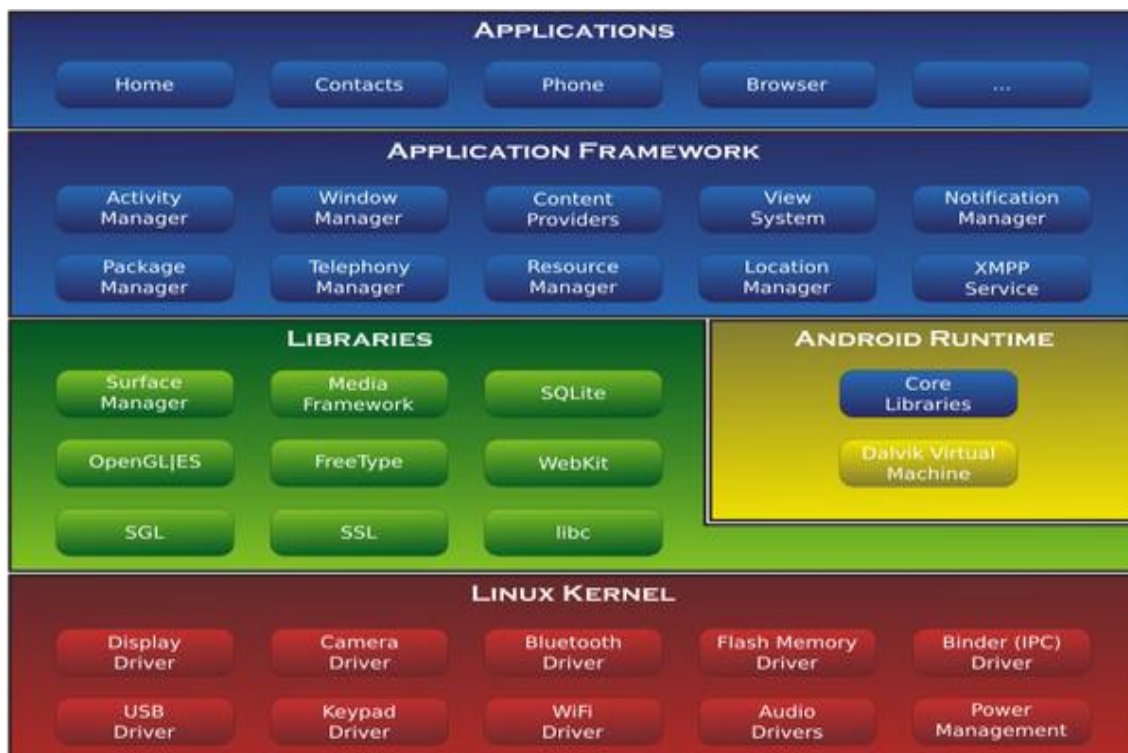 APPLICATIONS
Home
Contacts
Phone
Browser
...
APPLICATION FRAMEWORK
Activity
Manager
Window
Manager
Content
Providers
View
System
Notification
Manager
Package
Manager
Telephony
Manager
Resource
Manager
Location
Manager
XMPP
Service
LIBRARIES
Surface
Manager
Media
Framework
SQLite
OpenGL|ES
FreeType
WebKit
SGL
SSL
libc
ANDROID RUNTIME
Core
Libraries
Dalvik Virtual
Machine
LINUX KERNEL
Display
Driver
Camera
Driver
Bluetooth
Driver
Flash Memory
Driver
Binder (IPC)
Driver
USB
Driver
Keypad
Driver
WiFi
Driver
Audio
Drivers
Power
Management